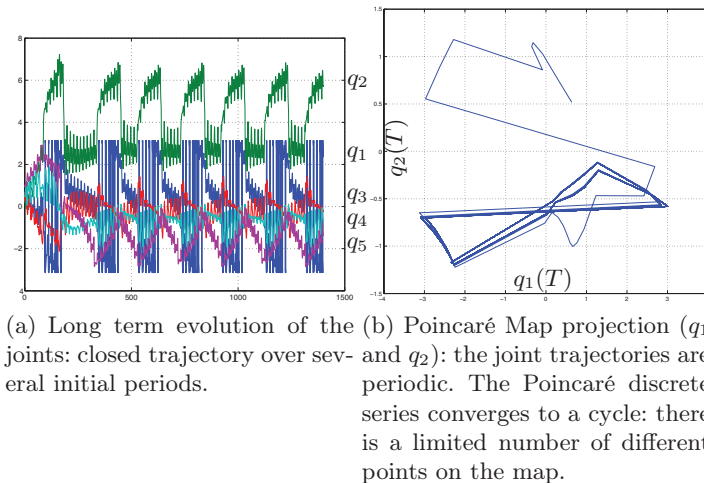 8
6
4
2
0
−2
4
0
500
1000
1500
q2
q1
q3
q4
q5
1.5
1
0.5
0
−0.5
−1
−1.5
−4
−3
−2
−1
0
1
2
3
4
q2(T)
q1(T)
(a) Long term evolution of the
joints: closed trajectory over sev-
eral initial periods.
(b) Poincaré Map projection (q1
and q2): the joint trajectories are
periodic. The Poincaré discrete
series converges to a cycle: there
is a limited number of different
points on the map.